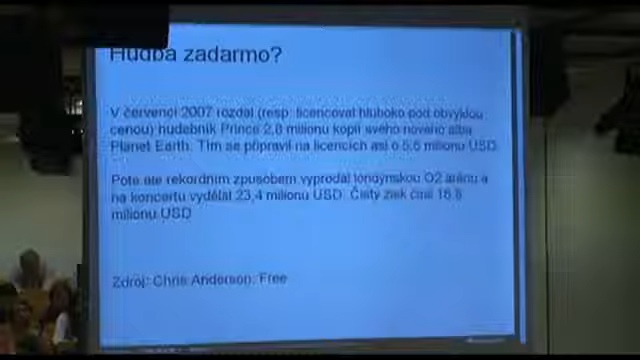 Hudba zadarmo?
V červenci 2007 rozdal (resp. licencoval hluboko pod obvyklou
cenou) hudebník Prince 2,8 milionu kopií svého nového alba
Planet Earth. Tím se připravil na licencích asi o 5,6 milionu USD.
Poté ale rekordním způsobem vyprodal londýnskou O2 arénu a
na koncertu vydělal 23,4 milionu USD. Čistý zisk činil 18,8
milionu USD
Zdroj: Chris Anderson: Free